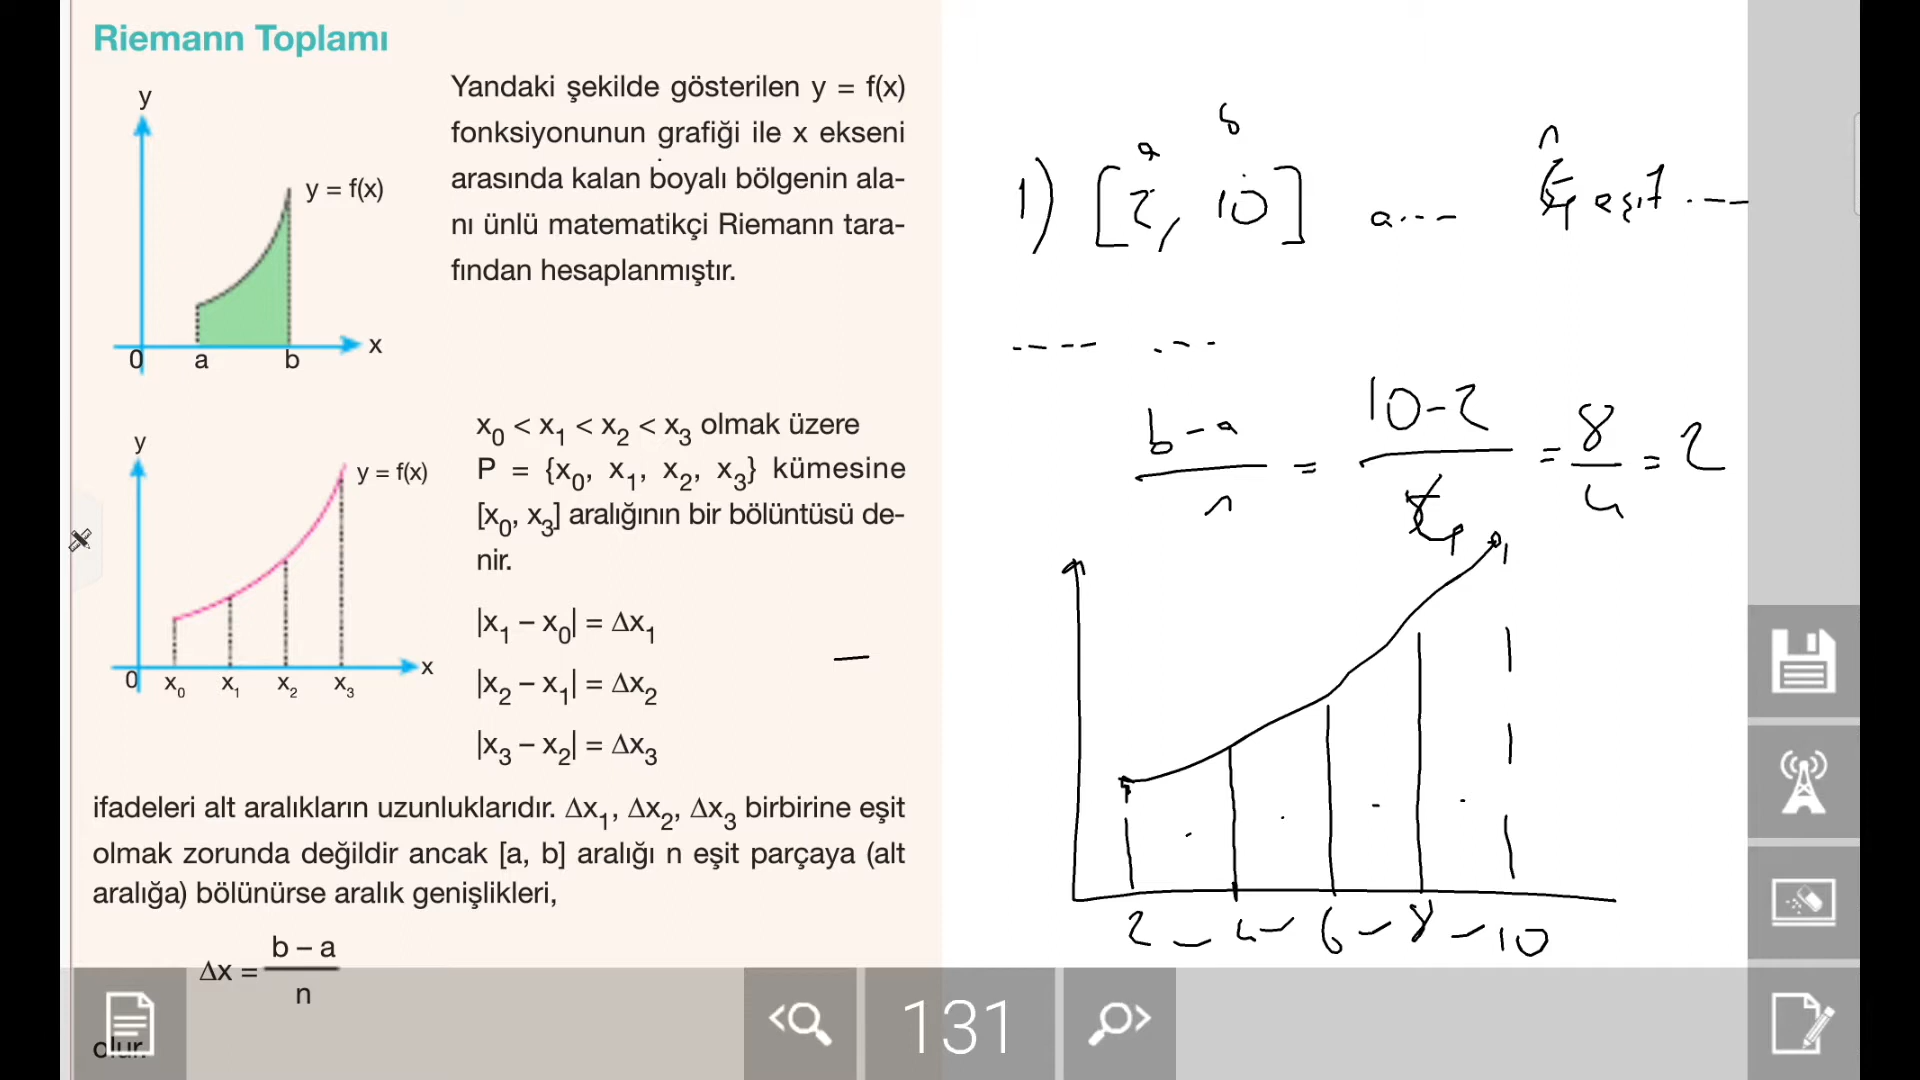 Riemann Toplamı
y
y = f(x)
0
a
b
x
Yandaki şekilde gösterilen y = f(x)
fonksiyonunun grafiği ile x ekseni
arasında kalan boyalı bölgenin ala-
nı ünlü matematikçi Riemann tara-
fından hesaplanmıştır.
y
y = f(x)
0
x₀
x₁
x₂
x₃
x
x₀ < x₁ < x₂ < x₃ olmak üzere
P = {x₀, x₁, x₂, x₃} kümesine
[x₀, x₃] aralığının bir bölüntüsü de-
nir.
|x₁ – x₀| = Δx₁
|x₂ – x₁| = Δx₂
|x₃ – x₂| = Δx₃
ifadeleri alt aralıkların uzunluklarıdır. Δx₁, Δx₂, Δx₃ birbirine eşit
olmak zorunda değildir ancak [a, b] aralığı n eşit parçaya (alt
aralığa) bölünürse aralık genişlikleri,
Δx = b – a
n
olur.
a b n
1) [2, 10] a... 4 eşit ....
b-a = 10-2 = 8 = 2
n 4 4
2 4 6 8 10
131